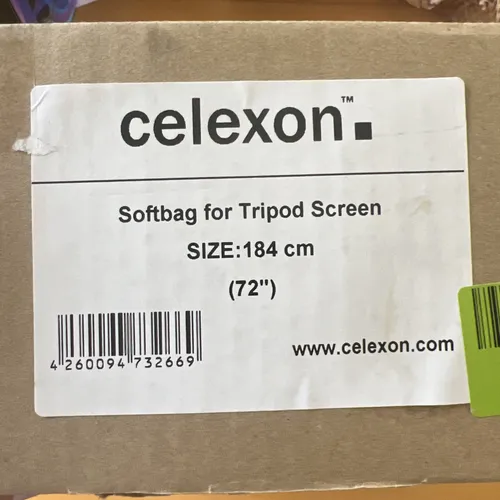 celexon™
Softbag for Tripod Screen
SIZE:184 cm
(72")
4 260094 732669
www.celexon.com